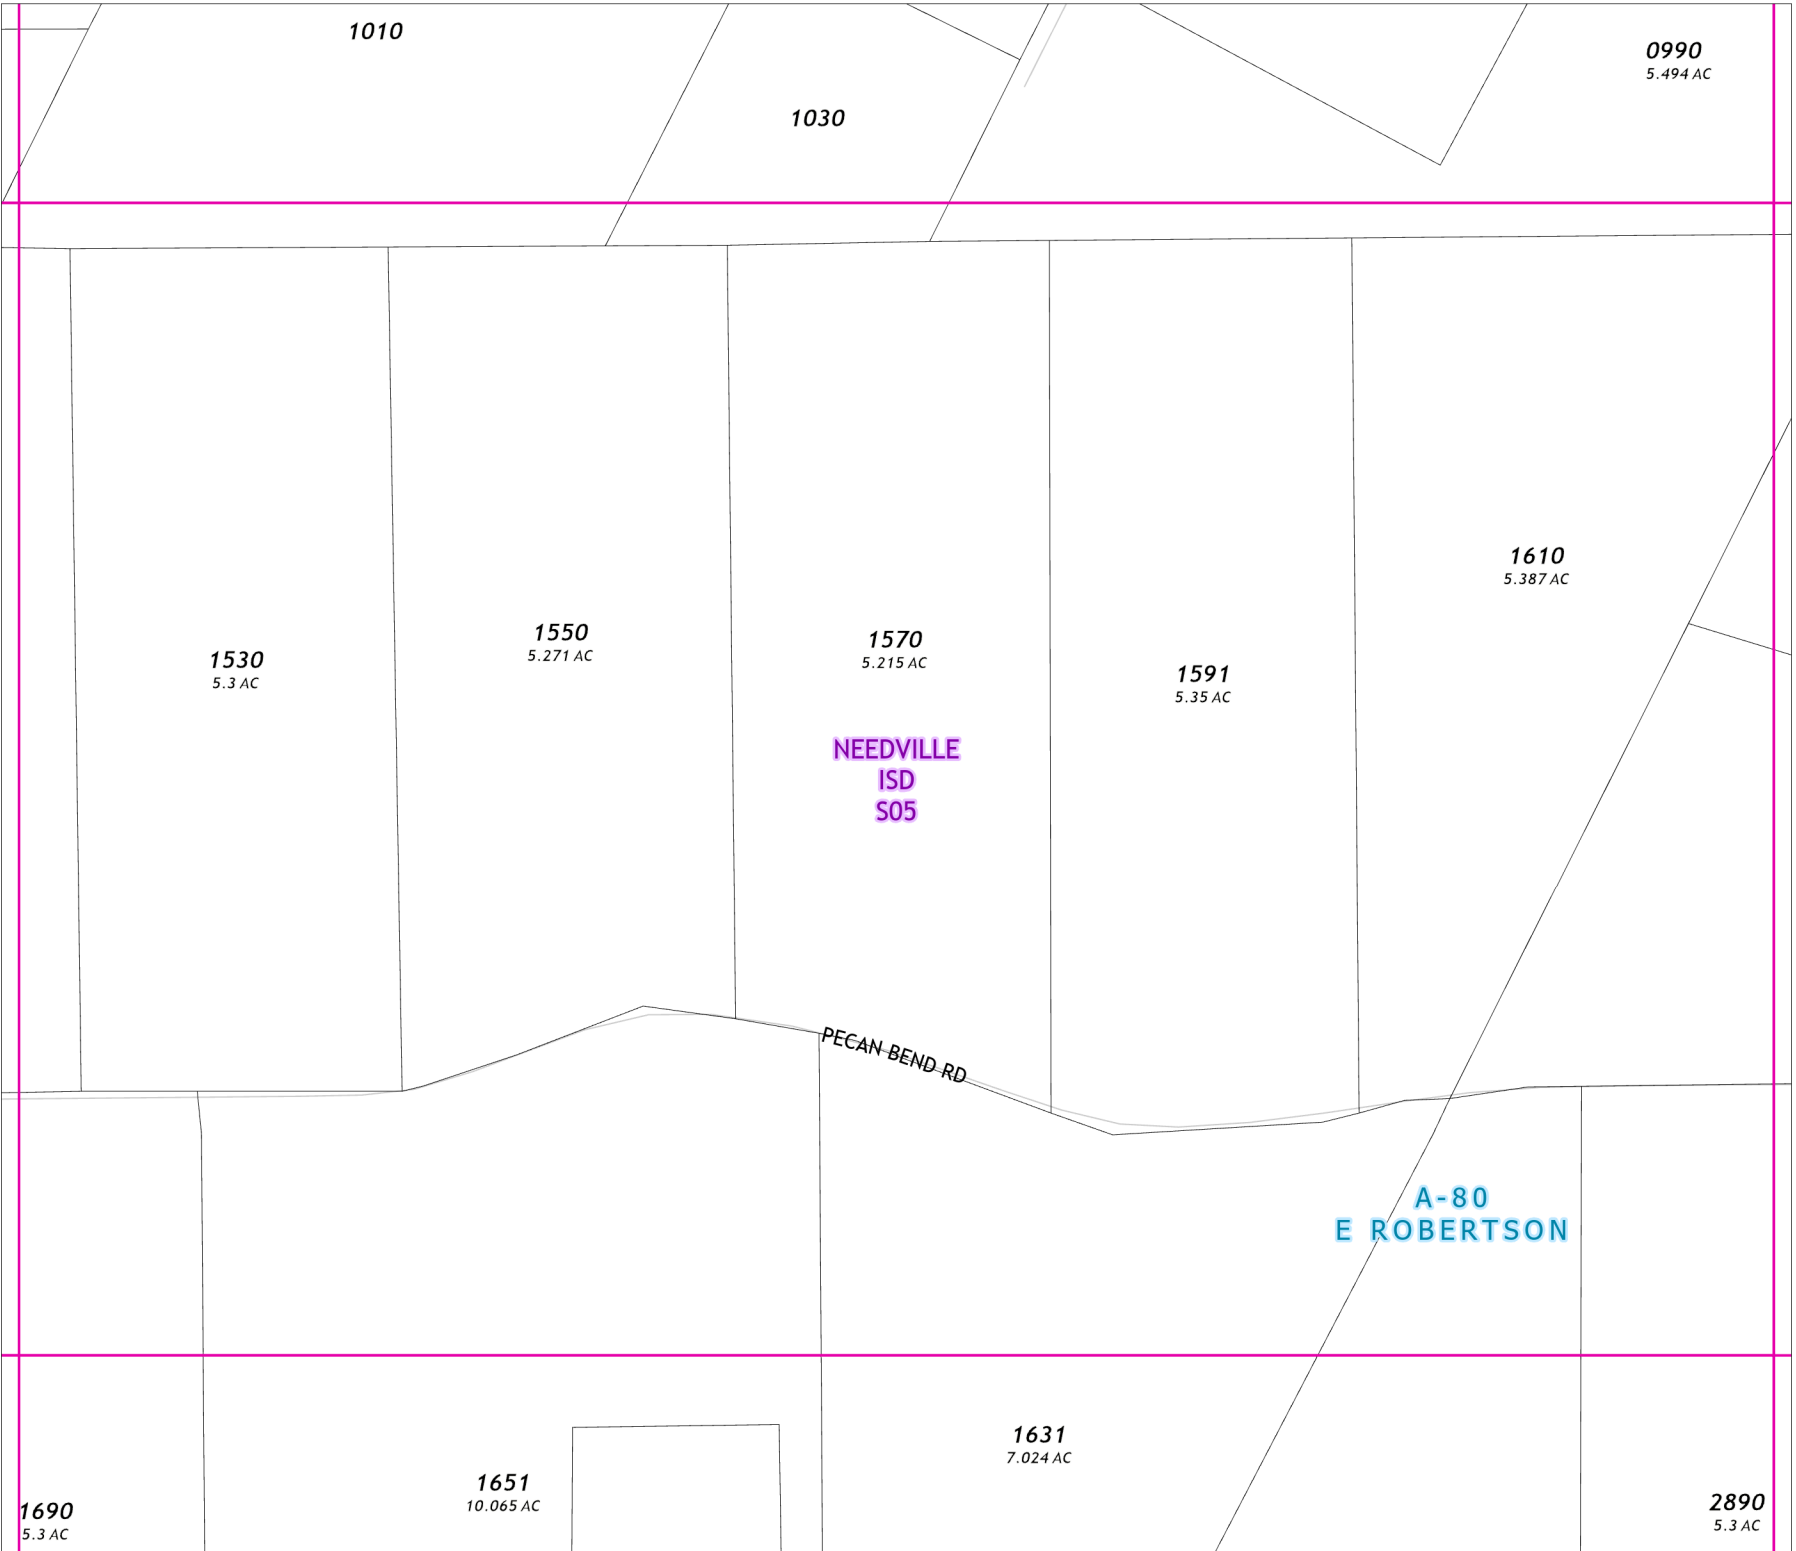 1010
0990
5.494 AC
1030
1610
5.387 AC
1550
5.271 AC
1570
5.215 AC
1530
5.3 AC
1591
5.35 AC
NEEDVILLE
ISD
S05
PECAN BEND RD
A-80
E ROBERTSON
1631
7.024 AC
1651
10.065 AC
1690
5.3 AC
2890
5.3 AC